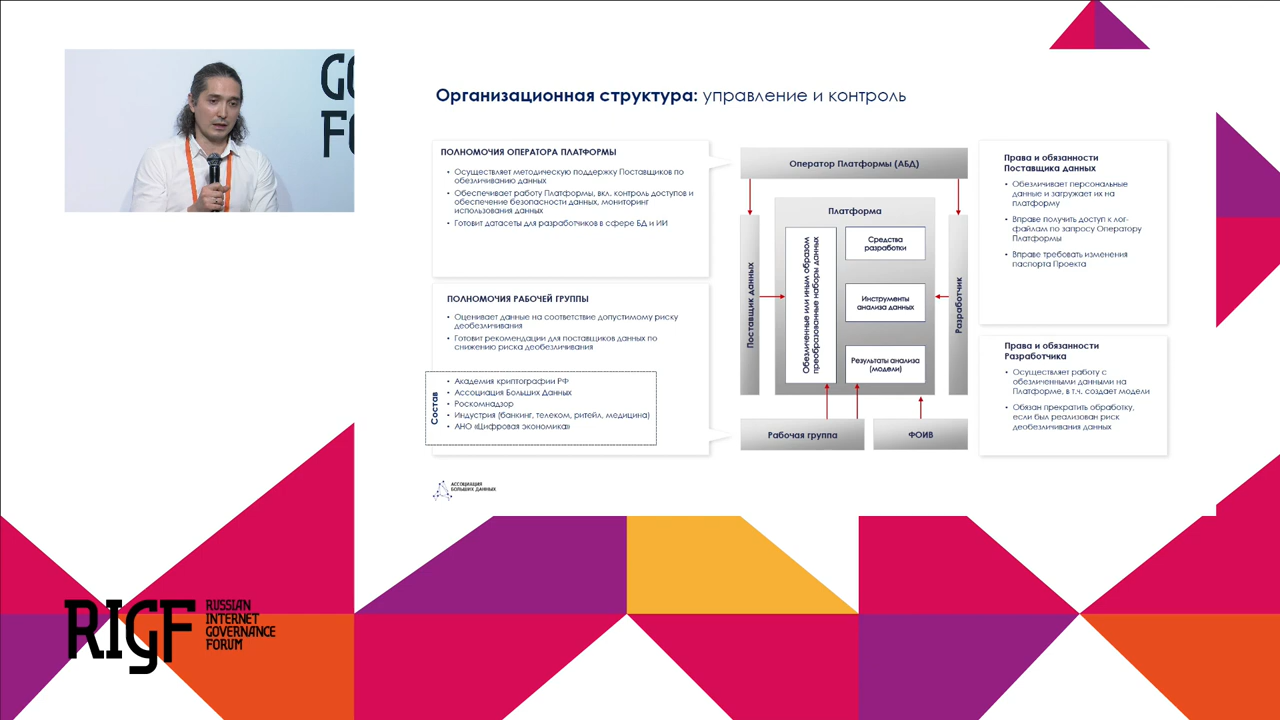 GO
FO
Организационная структура: управление и контроль
ПОЛНОМОЧИЯ ОПЕРАТОРА ПЛАТФОРМЫ
• Осуществляет методическую поддержку Поставщиков по
обезличиванию данных
• Обеспечивает работу Платформы, вкл. контроль доступов и
обеспечение безопасности данных, мониторинг
использования данных
• Готовит датасеты для разработчиков в сфере БД и ИИ
ПОЛНОМОЧИЯ РАБОЧЕЙ ГРУППЫ
• Оценивает данные на соответствие допустимому риску
деобезличивания
• Готовит рекомендации для поставщиков данных по
снижению риска деобезличивания
Состав
• Академия криптографии РФ
• Ассоциация Больших Данных
• Роскомнадзор
• Индустрия (банкинг, телеком, ритейл, медицина)
• АНО «Цифровая экономика»
Оператор Платформы (АБД)
Поставщик данных
Платформа
Обезличенные или иным образом
преобразованные наборы данных
Средства
разработки
Инструменты
анализа данных
Результаты анализа
(модели)
Разработчик
Рабочая группа
ФОИВ
Права и обязанности
Поставщика данных
• Обезличивает персональные
данные и загружает их на
платформу
• Вправе получить доступ к лог-
файлам по запросу Оператору
Платформы
• Вправе требовать изменения
паспорта Проекта
Права и обязанности
Разработчика
• Осуществляет работу с
обезличенными данными на
Платформе, в т.ч. создает модели
• Обязан прекратить обработку,
если был реализован риск
деобезличивания данных
АССОЦИАЦИЯ
БОЛЬШИХ ДАННЫХ
RIGF
RUSSIAN
INTERNET
GOVERNANCE
FORUM